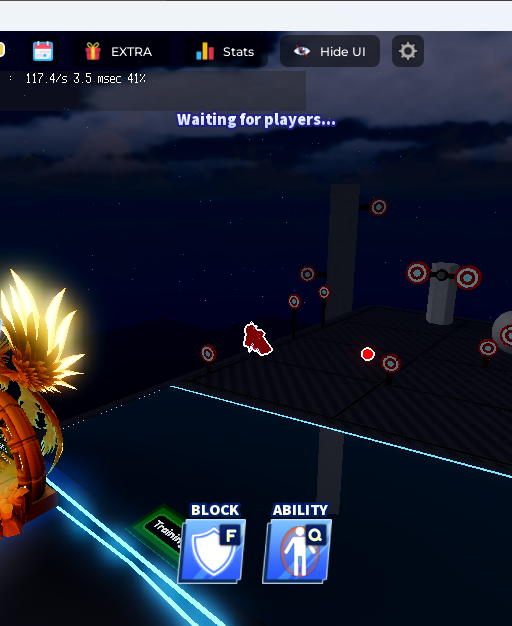 EXTRA
Stats
Hide UI
: 117.4/s 3.5 msec 41%
Waiting for players...
BLOCK
ABILITY
F
Q